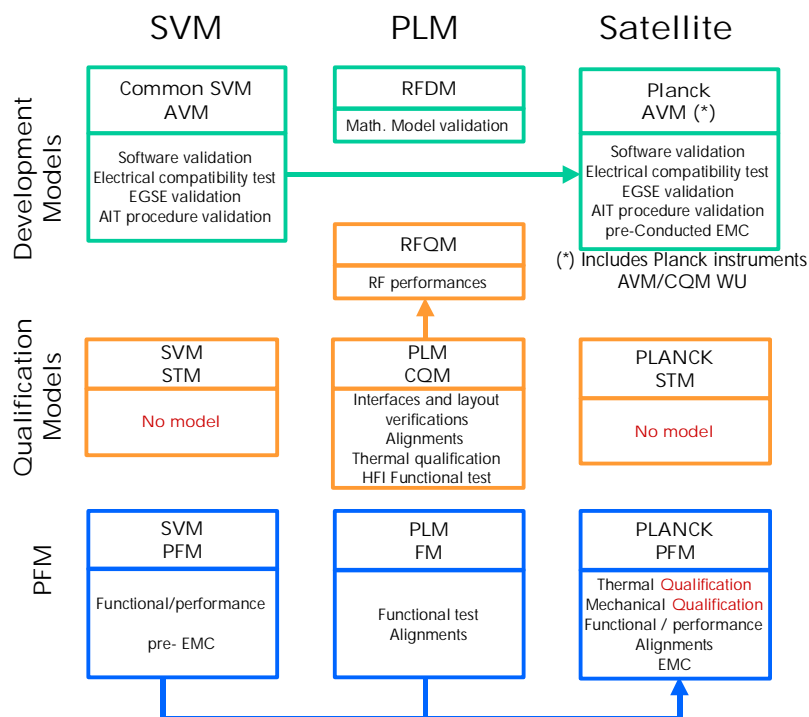 SVM
PLM
Satellite
Development
Models
Common SVM
AVM
Software validation
Electrical compatibility test
EGSE validation
AIT procedure validation
RFDM
Math. Model validation
Planck
AVM (*)
Software validation
Electrical compatibility test
EGSE validation
AIT procedure validation
pre-Conducted EMC
(*) Includes Planck instruments
AVM/CQM WU
RFQM
RF performances
Qualification
Models
SVM
STM
No model
PLM
CQM
Interfaces and layout
verifications
Alignments
Thermal qualification
HFI Functional test
PLANCK
STM
No model
PFM
SVM
PFM
Functional/performance
pre- EMC
PLM
FM
Functional test
Alignments
PLANCK
PFM
Thermal Qualification
Mechanical Qualification
Functional / performance
Alignments
EMC